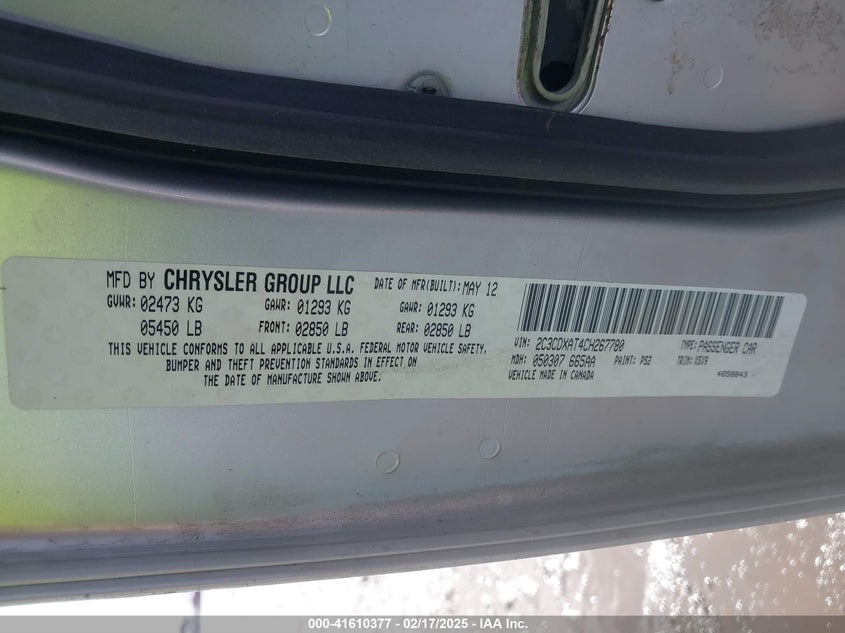 MFD BY CHRYSLER GROUP LLC DATE OF MFR(BUILT): MAY 12
GVWR: 02473 KG GAWR: 01293 KG GAWR: 01293 KG
05450 LB FRONT: 02850 LB REAR: 02850 LB
THIS VEHICLE CONFORMS TO ALL APPLICABLE U.S.A. FEDERAL MOTOR VEHICLE SAFETY,
BUMPER AND THEFT PREVENTION STANDARDS IN EFFECT ON
THE DATE OF MANUFACTURE SHOWN ABOVE.
VIN: 2C3CDXAT4CH267780 TYPE: PASSENGER CAR
MDH: 050307 665AA PAINT: PS2 TRIM: X5X9
VEHICLE MADE IN CANADA 4658843
000-41610377 - 02/17/2025 - IAA Inc.